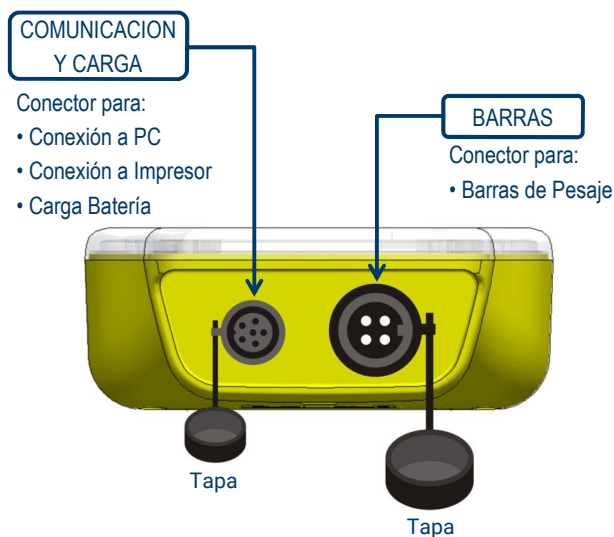 COMUNICACION
Y CARGA
Conector para:
• Conexión a PC
• Conexión a Impresor
• Carga Batería
BARRAS
Conector para:
• Barras de Pesaje
Tapa
Tapa